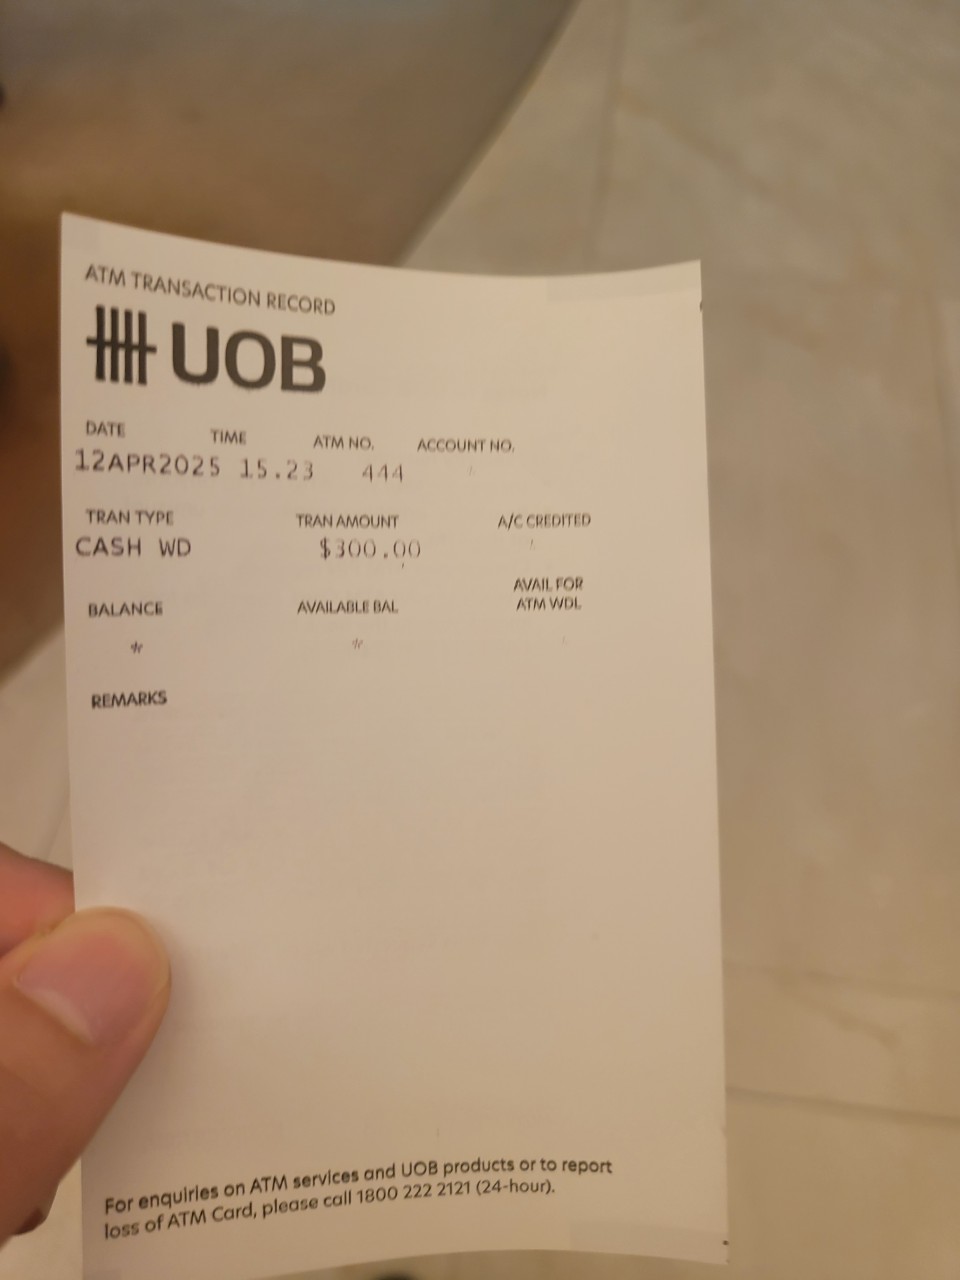 ATM TRANSACTION RECORD
UOB
DATE TIME ATM NO. ACCOUNT NO.
12APR2025 15.23 444
TRAN TYPE TRAN AMOUNT A/C CREDITED
CASH WD $300.00
BALANCE AVAILABLE BAL AVAIL FOR ATM WDL
* *
REMARKS
For enquiries on ATM services and UOB products or to report
loss of ATM Card, please call 1800 222 2121 (24-hour).